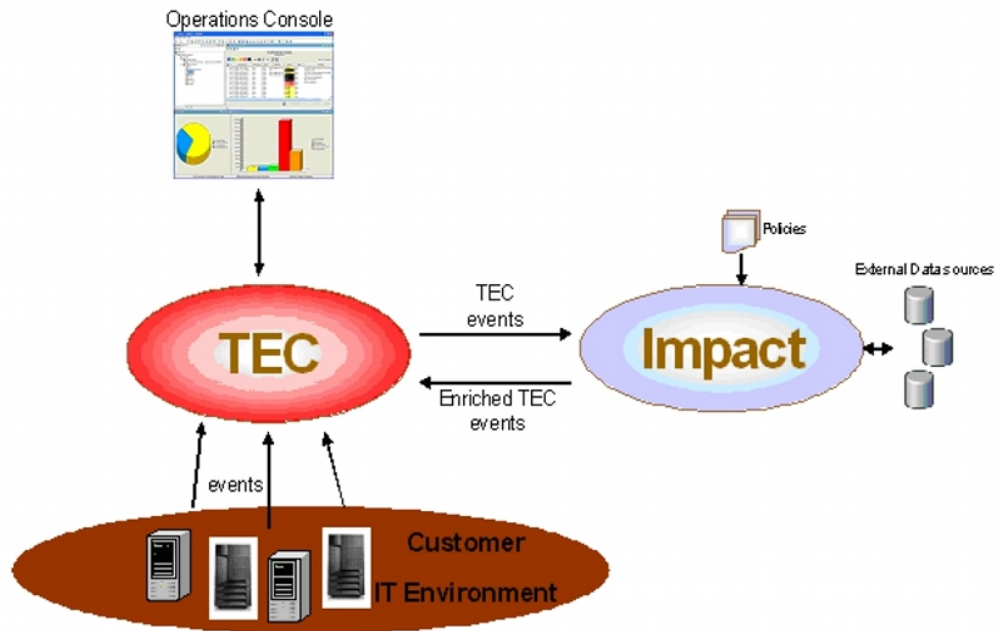 Operations Console
Policies
External Data sources
TEC
events
TEC
Impact
Enriched TEC
events
events
Customer
IT Environment